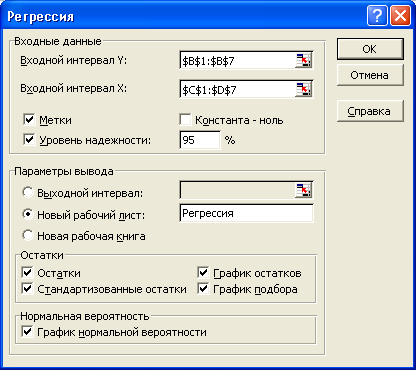 Регрессия
Входные данные
Входной интервал Y: $B$1:$B$7
Входной интервал X: $C$1:$D$7
Метки Константа - ноль
Уровень надежности: 95 %
OK
Отмена
Справка
Параметры вывода
Выходной интервал:
Новый рабочий лист: Регрессия
Новая рабочая книга
Остатки
Остатки График остатков
Стандартизованные остатки График подбора
Нормальная вероятность
График нормальной вероятности